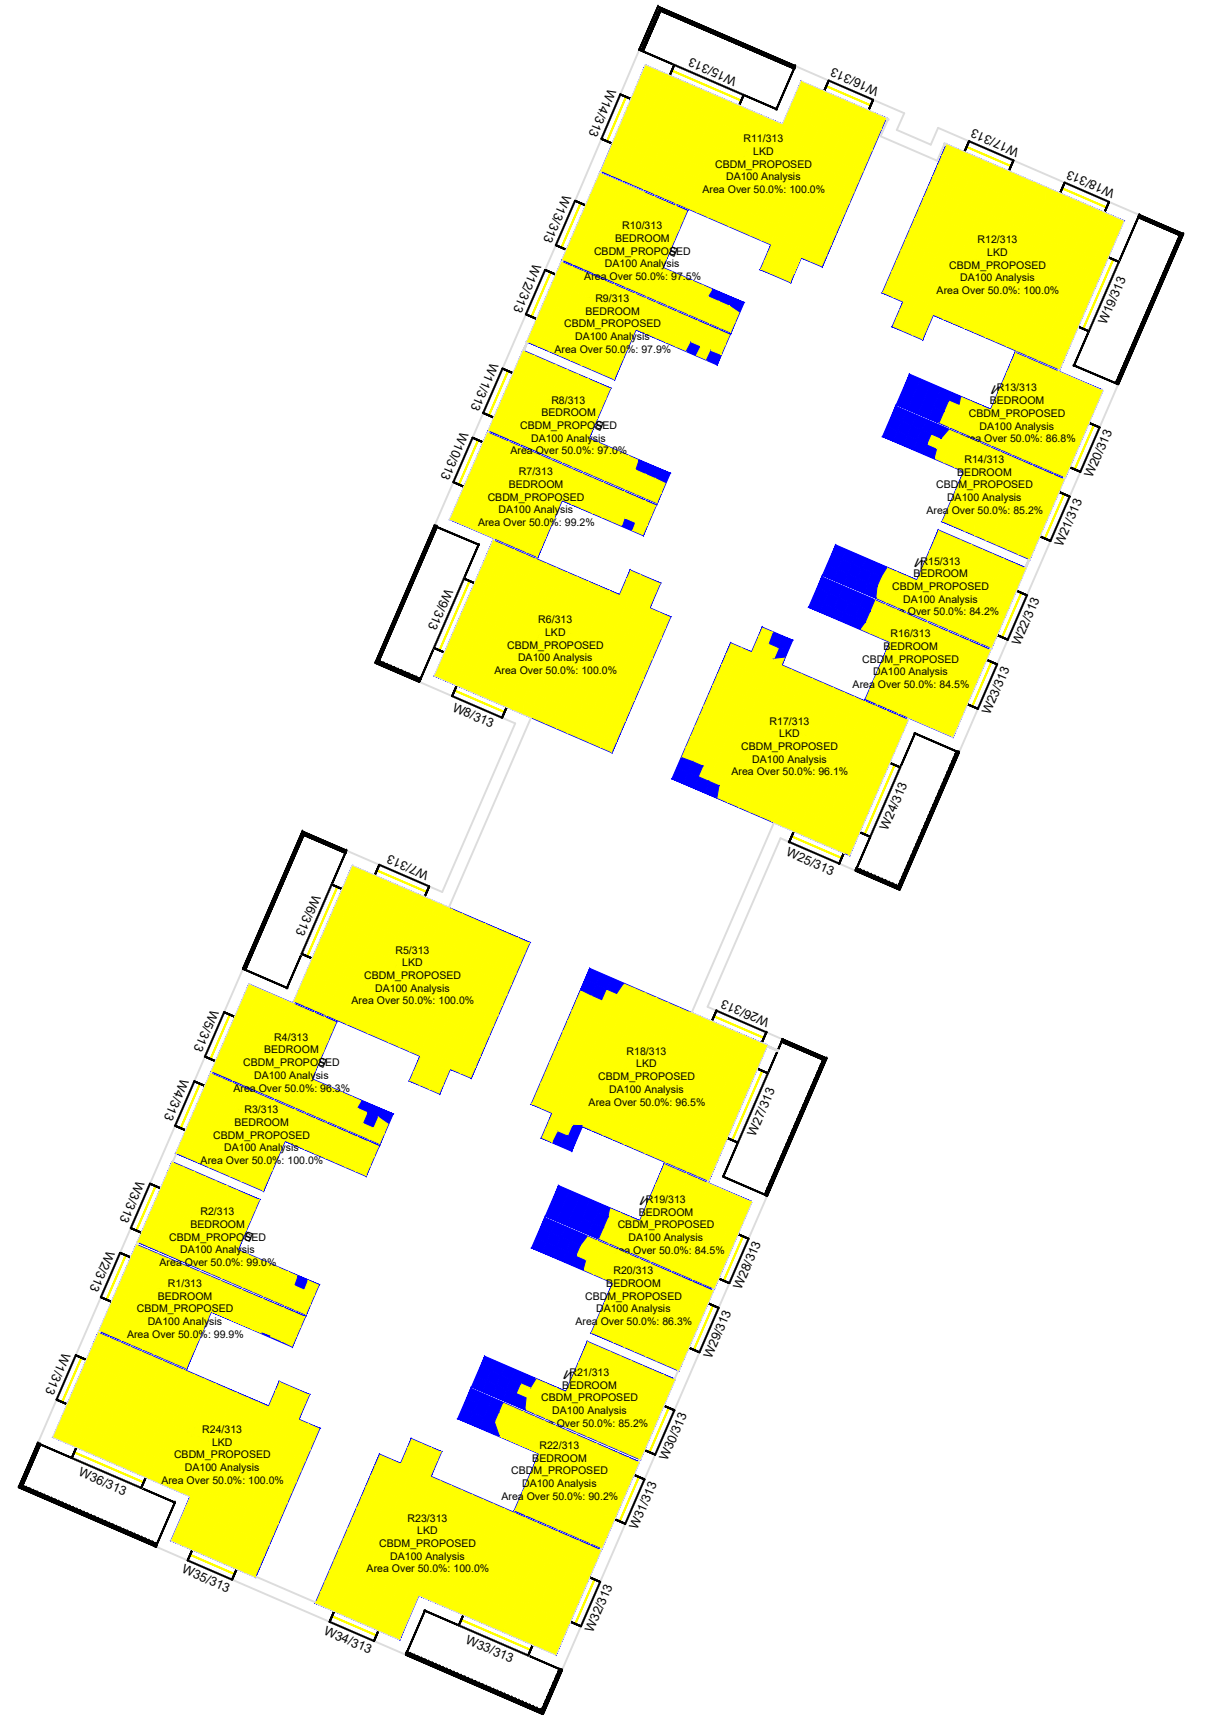 W15/313
W16/313
W14/313
R11/313
LKD
CBDM_PROPOSED
DA100 Analysis
Area Over 50.0%: 100.0%
W17/313
W18/313
W13/313
R10/313
BEDROOM
CBDM_PROPOSED
DA100 Analysis
Area Over 50.0%: 97.5%
R12/313
LKD
CBDM_PROPOSED
DA100 Analysis
Area Over 50.0%: 100.0%
W19/313
W12/313
R9/313
BEDROOM
CBDM_PROPOSED
DA100 Analysis
Area Over 50.0%: 97.9%
W11/313
R8/313
BEDROOM
CBDM_PROPOSED
DA100 Analysis
Area Over 50.0%: 97.0%
R13/313
BEDROOM
CBDM_PROPOSED
DA100 Analysis
ea Over 50.0%: 86.8%
W20/313
W10/313
R7/313
BEDROOM
CBDM_PROPOSED
DA100 Analysis
Area Over 50.0%: 99.2%
R14/313
BEDROOM
CBDM_PROPOSED
DA100 Analysis
Area Over 50.0%: 85.2%
W21/313
R15/313
BEDROOM
CBDM_PROPOSED
DA100 Analysis
Over 50.0%: 84.2%
W22/313
W9/313
R6/313
LKD
CBDM_PROPOSED
DA100 Analysis
Area Over 50.0%: 100.0%
R16/313
BEDROOM
CBDM_PROPOSED
DA100 Analysis
Area Over 50.0%: 84.5%
W23/313
W8/313
R17/313
LKD
CBDM_PROPOSED
DA100 Analysis
Area Over 50.0%: 96.1%
W24/313
W25/313
W7/313
W6/313
R5/313
LKD
CBDM_PROPOSED
DA100 Analysis
Area Over 50.0%: 100.0%
W26/313
W5/313
R4/313
BEDROOM
CBDM_PROPOSED
DA100 Analysis
Area Over 50.0%: 96.3%
R18/313
LKD
CBDM_PROPOSED
DA100 Analysis
Area Over 50.0%: 96.5%
W27/313
W4/313
R3/313
BEDROOM
CBDM_PROPOSED
DA100 Analysis
Area Over 50.0%: 100.0%
W3/313
R2/313
BEDROOM
CBDM_PROPOSED
DA100 Analysis
Area Over 50.0%: 99.0%
R19/313
BEDROOM
CBDM_PROPOSED
DA100 Analysis
ea Over 50.0%: 84.5%
W28/313
W2/313
R1/313
BEDROOM
CBDM_PROPOSED
DA100 Analysis
Area Over 50.0%: 99.9%
R20/313
BEDROOM
CBDM_PROPOSED
DA100 Analysis
Area Over 50.0%: 86.3%
W29/313
W1/313
R21/313
BEDROOM
CBDM_PROPOSED
DA100 Analysis
Over 50.0%: 85.2%
W30/313
R24/313
LKD
CBDM_PROPOSED
DA100 Analysis
Area Over 50.0%: 100.0%
R22/313
BEDROOM
CBDM_PROPOSED
DA100 Analysis
Area Over 50.0%: 90.2%
W31/313
W36/313
R23/313
LKD
CBDM_PROPOSED
DA100 Analysis
Area Over 50.0%: 100.0%
W35/313
W34/313
W33/313
W32/313